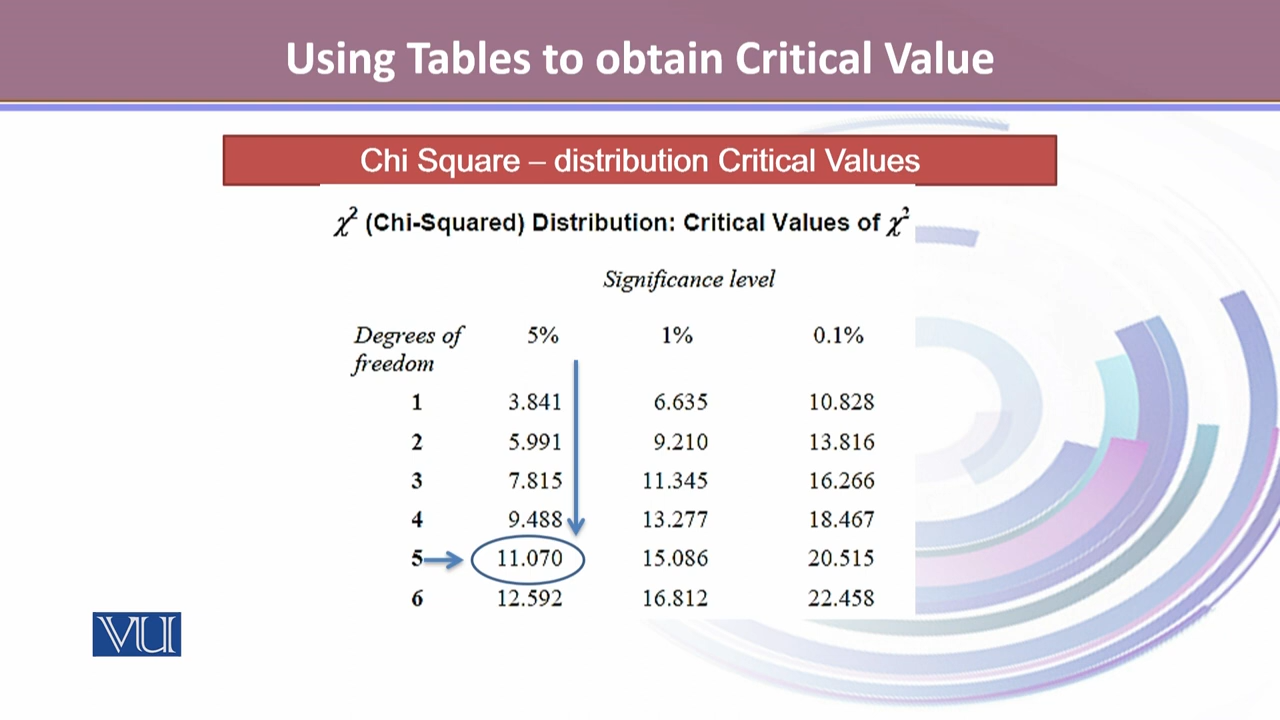 Using Tables to obtain Critical Value
Chi Square – distribution Critical Values
χ² (Chi-Squared) Distribution: Critical Values of χ²
Significance level
Degrees of freedom 5% 1% 0.1%
1 3.841 6.635 10.828
2 5.991 9.210 13.816
3 7.815 11.345 16.266
4 9.488 13.277 18.467
5 11.070 15.086 20.515
6 12.592 16.812 22.458
VU